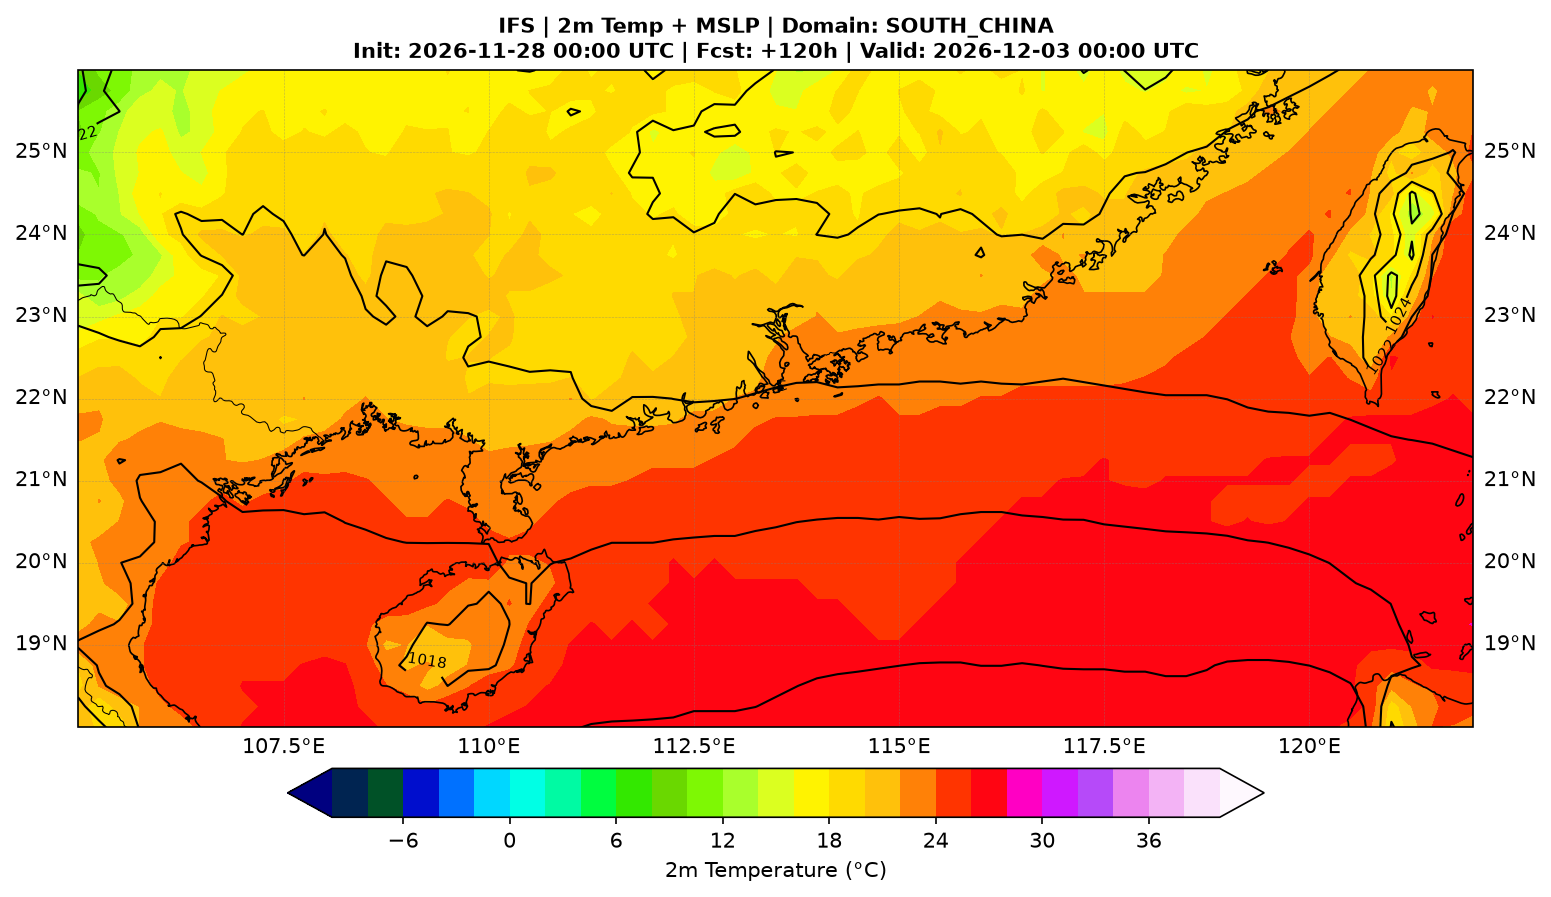 IFS | 2m Temp + MSLP | Domain: SOUTH_CHINA
Init: 2026-11-28 00:00 UTC | Fcst: +120h | Valid: 2026-12-03 00:00 UTC
22
25°N 25°N
24°N 24°N
23°N 23°N
1024
1022
22°N 22°N
21°N 21°N
20°N 20°N
19°N 19°N
1018
107.5°E 110°E 112.5°E 115°E 117.5°E 120°E
−6 0 6 12 18 24 30 36
2m Temperature (°C)